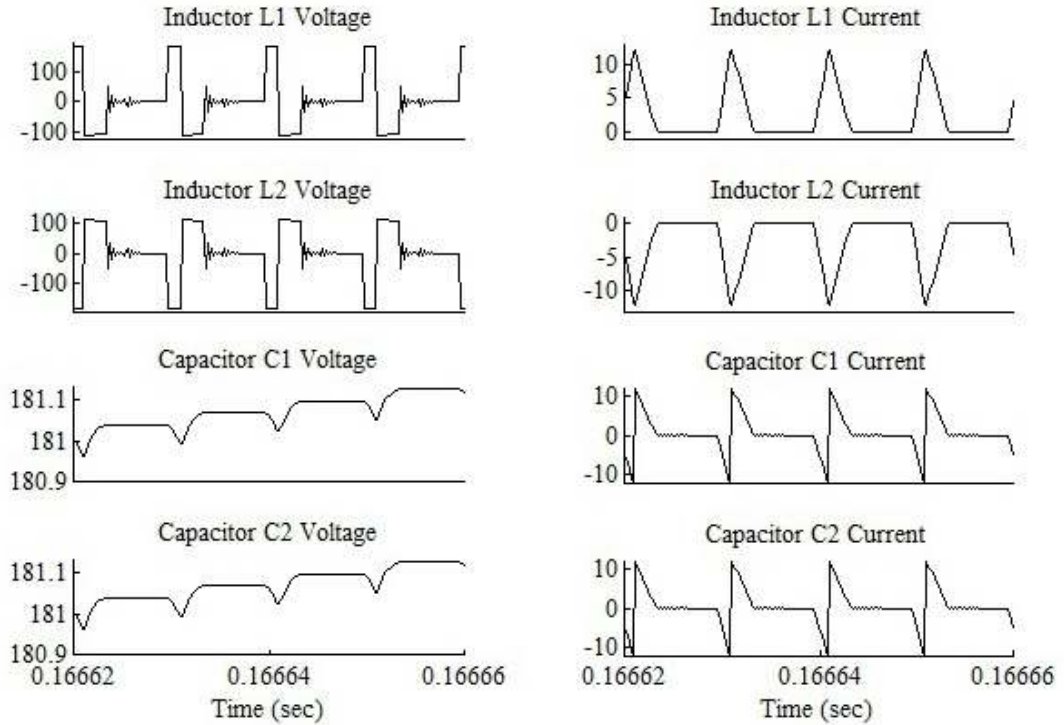 Inductor L1 Voltage
100
0
-100
Inductor L1 Current
10
5
0
Inductor L2 Voltage
100
0
-100
Inductor L2 Current
0
-5
-10
Capacitor C1 Voltage
181.1
181
180.9
Capacitor C1 Current
10
0
-10
Capacitor C2 Voltage
181.1
181
180.9
0.16662 0.16664 0.16666
Time (sec)
Capacitor C2 Current
10
0
-10
0.16662 0.16664 0.16666
Time (sec)